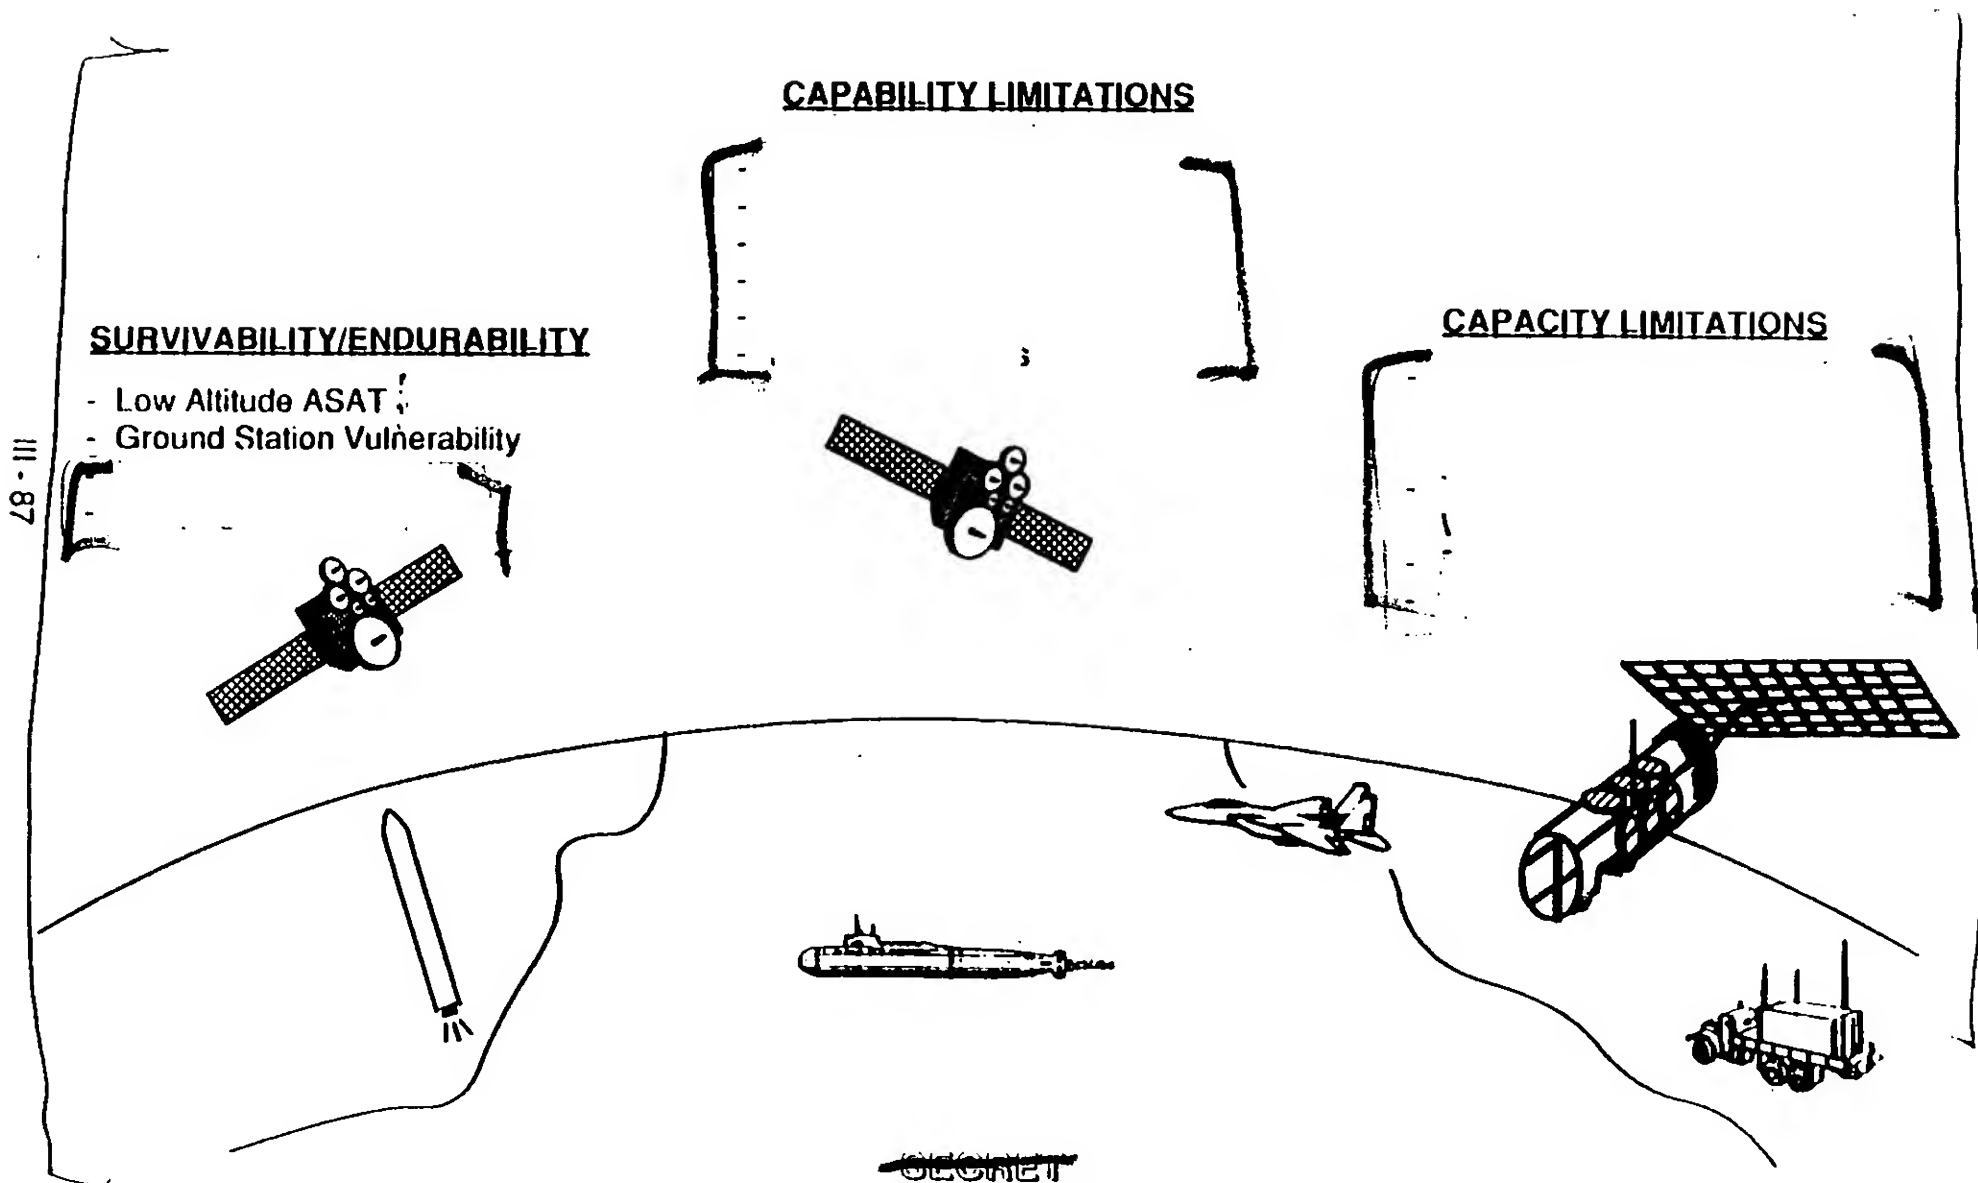 CAPABILITY LIMITATIONS
SURVIVABILITY/ENDURABILITY
- Low Altitude ASAT
- Ground Station Vulnerability
CAPACITY LIMITATIONS
III - 87
SECRET